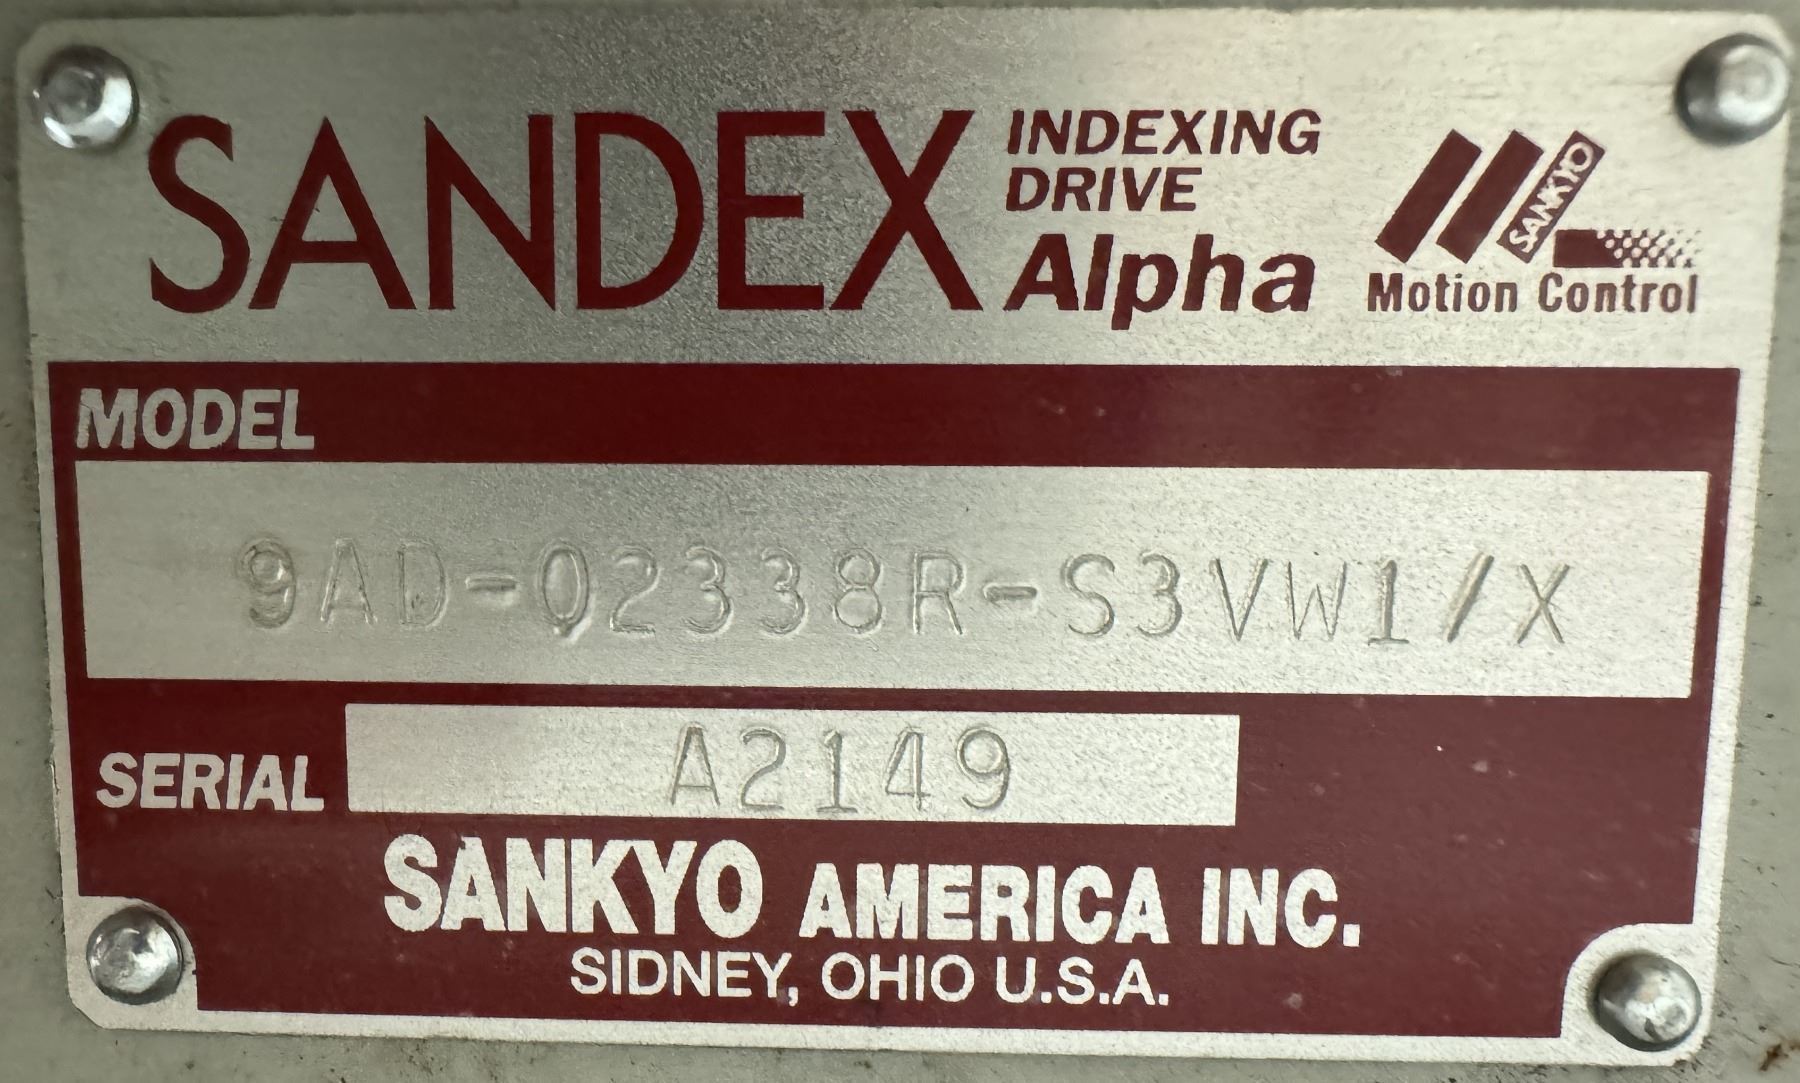 SANDEX
INDEXING
DRIVE
Alpha
SANKYO
Motion Control
MODEL
9AD-02338R-S3VW1/X
SERIAL
A2149
SANKYO AMERICA INC.
SIDNEY, OHIO U.S.A.